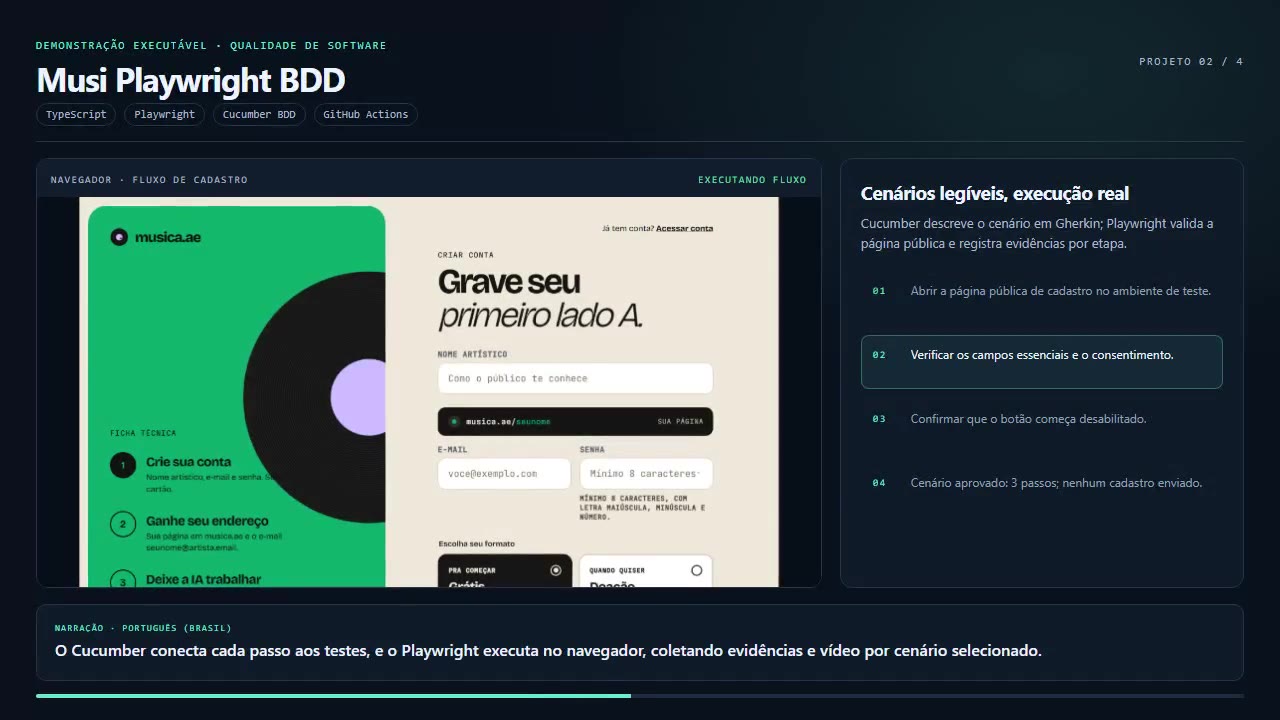 DEMONSTRAÇÃO EXECUTÁVEL · QUALIDADE DE SOFTWARE
Musi Playwright BDD
TypeScript
Playwright
Cucumber BDD
GitHub Actions
PROJETO 02 / 4
NAVEGADOR · FLUXO DE CADASTRO
EXECUTANDO FLUXO
musica.ae
FICHA TÉCNICA
1
Crie sua conta
Nome artístico, e-mail e senha.
cartão.
2
Ganhe seu endereço
Sua página em musica.ae e o e-mail
seunome@artista.email.
3
Deixe a IA trabalhar
Já tem conta? Acessar conta
CRIAR CONTA
Grave seu
primeiro lado A.
NOME ARTÍSTICO
Como o público te conhece
musica.ae/seunome
SUA PÁGINA
E-MAIL
SENHA
voce@exemplo.com
Mínimo 8 caracteres
MÍNIMO 8 CARACTERES, COM
LETRA MAIÚSCULA, MINÚSCULA E
NÚMERO.
Escolha seu formato
PRA COMEÇAR
Grátis
QUANDO QUISER
Doação
Cenários legíveis, execução real
Cucumber descreve o cenário em Gherkin; Playwright valida a
página pública e registra evidências por etapa.
01 Abrir a página pública de cadastro no ambiente de teste.
02 Verificar os campos essenciais e o consentimento.
03 Confirmar que o botão começa desabilitado.
04 Cenário aprovado: 3 passos; nenhum cadastro enviado.
NARRAÇÃO · PORTUGUÊS (BRASIL)
O Cucumber conecta cada passo aos testes, e o Playwright executa no navegador, coletando evidências e vídeo por cenário selecionado.